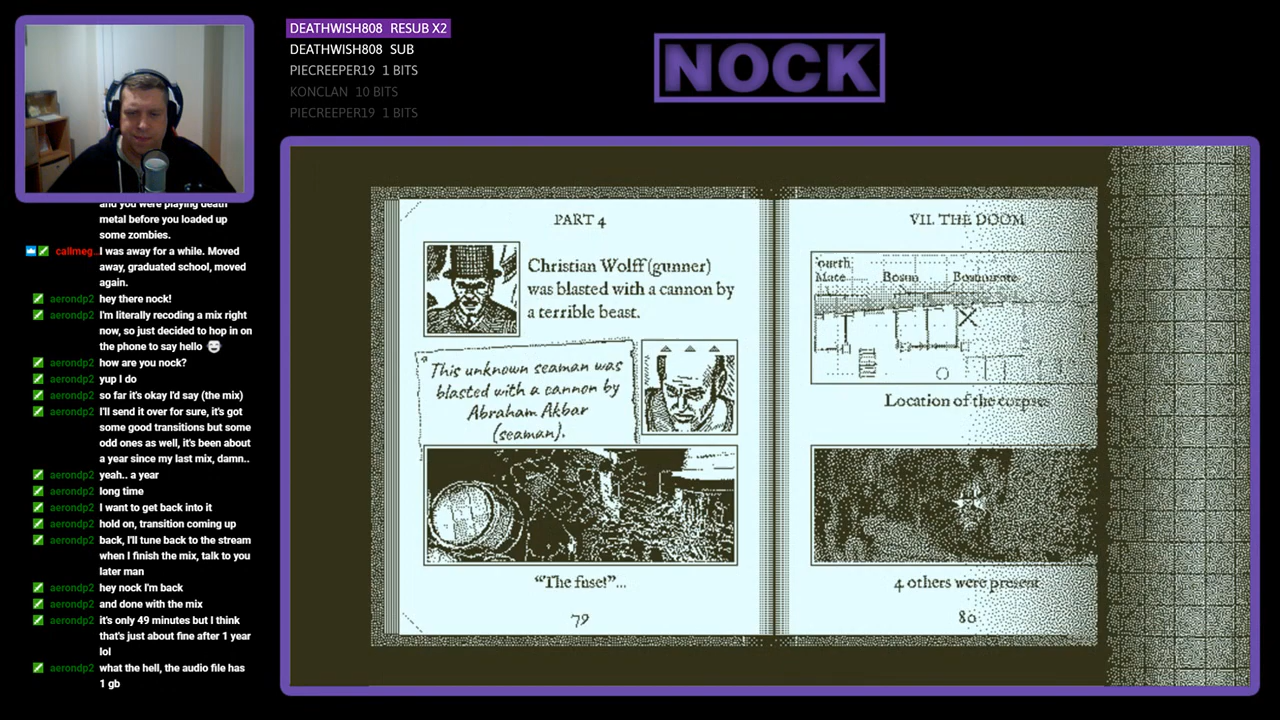 DEATHWISH808 RESUB X2
DEATHWISH808 SUB
PIECREEPER19 1 BITS
KONCLAN 10 BITS
PIECREEPER19 1 BITS
NOCK
and you were playing death
metal before you loaded up
some zombies.
callmeg... I was away for a while. Moved
away, graduated school, moved
again.
aerondp2 hey there nock!
aerondp2 I'm literally recoding a mix right
now, so just decided to hop in on
the phone to say hello
aerondp2 how are you nock?
aerondp2 yup I do
aerondp2 so far it's okay I'd say (the mix)
aerondp2 I'll send it over for sure, it's got
some good transitions but some
odd ones as well, it's been about
a year since my last mix, damn..
aerondp2 yeah.. a year
aerondp2 long time
aerondp2 I want to get back into it
aerondp2 hold on, transition coming up
aerondp2 back, I'll tune back to the stream
when I finish the mix, talk to you
later man
aerondp2 hey nock I'm back
aerondp2 and done with the mix
aerondp2 it's only 49 minutes but I think
that's just about fine after 1 year
lol
aerondp2 what the hell, the audio file has
1 gb
PART 4
Christian Wolff (gunner)
was blasted with a cannon by
a terrible beast.
This unknown seaman was
blasted with a cannon by
Abraham Akbar
(seaman).
"The fuse!"...
79
VII. THE DOOM
ourth
Mate Bosun Bosunsmate
Location of the corpse
4 others were present
80